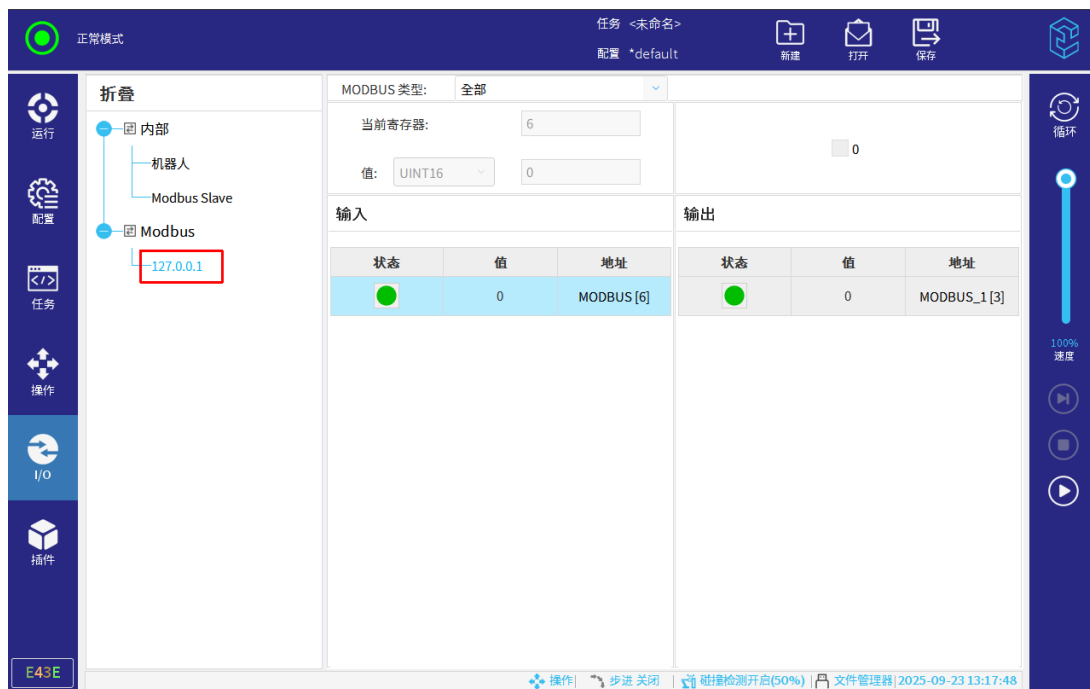 正常模式
任务 <未命名>
配置 *default
新建
打开
保存
运行
配置
任务
操作
I/O
插件
E43E
折叠
内部
机器人
Modbus Slave
Modbus
127.0.0.1
MODBUS 类型: 全部
当前寄存器: 6
值: UINT16 0
0
输入
状态 值 地址
0 MODBUS [6]
输出
状态 值 地址
0 MODBUS_1 [3]
循环
100%
速度
操作 步进 关闭 碰撞检测开启(50%) 文件管理器 2025-09-23 13:17:48